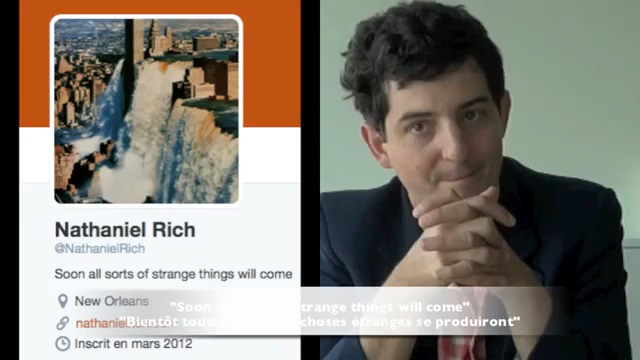 Nathaniel Rich
@NathanielRich
Soon all sorts of strange things will come
New Orleans
nathaniel
Inscrit en mars 2012
"Soon strange things will come"
"Bientôt choses étranges se produiront"